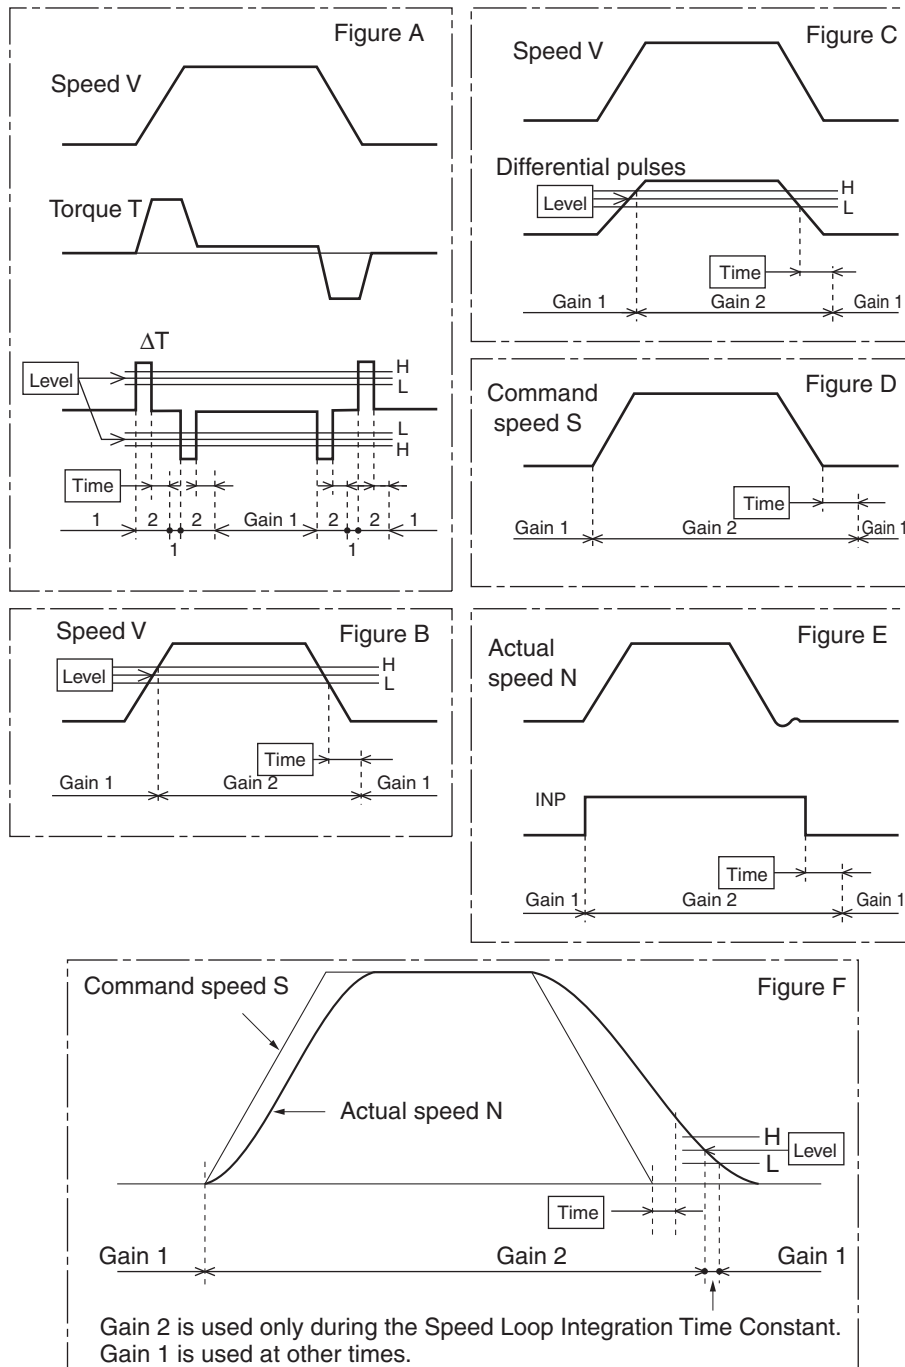 Figure A
Speed V
Torque T
ΔT
H
L
Level
L
H
Time
1 2 2 Gain 1 2 2 1
1 1
Figure B
Speed V
H
Level
L
Time
Gain 1 Gain 2 Gain 1
Figure C
Speed V
Differential pulses
H
Level
L
Time
Gain 1 Gain 2 Gain 1
Figure D
Command
speed S
Time
Gain 1 Gain 2 Gain 1
Figure E
Actual
speed N
INP
Time
Gain 1 Gain 2 Gain 1
Figure F
Command speed S
Actual speed N
H
Level
L
Time
Gain 1 Gain 2 Gain 1
Gain 2 is used only during the Speed Loop Integration Time Constant.
Gain 1 is used at other times.